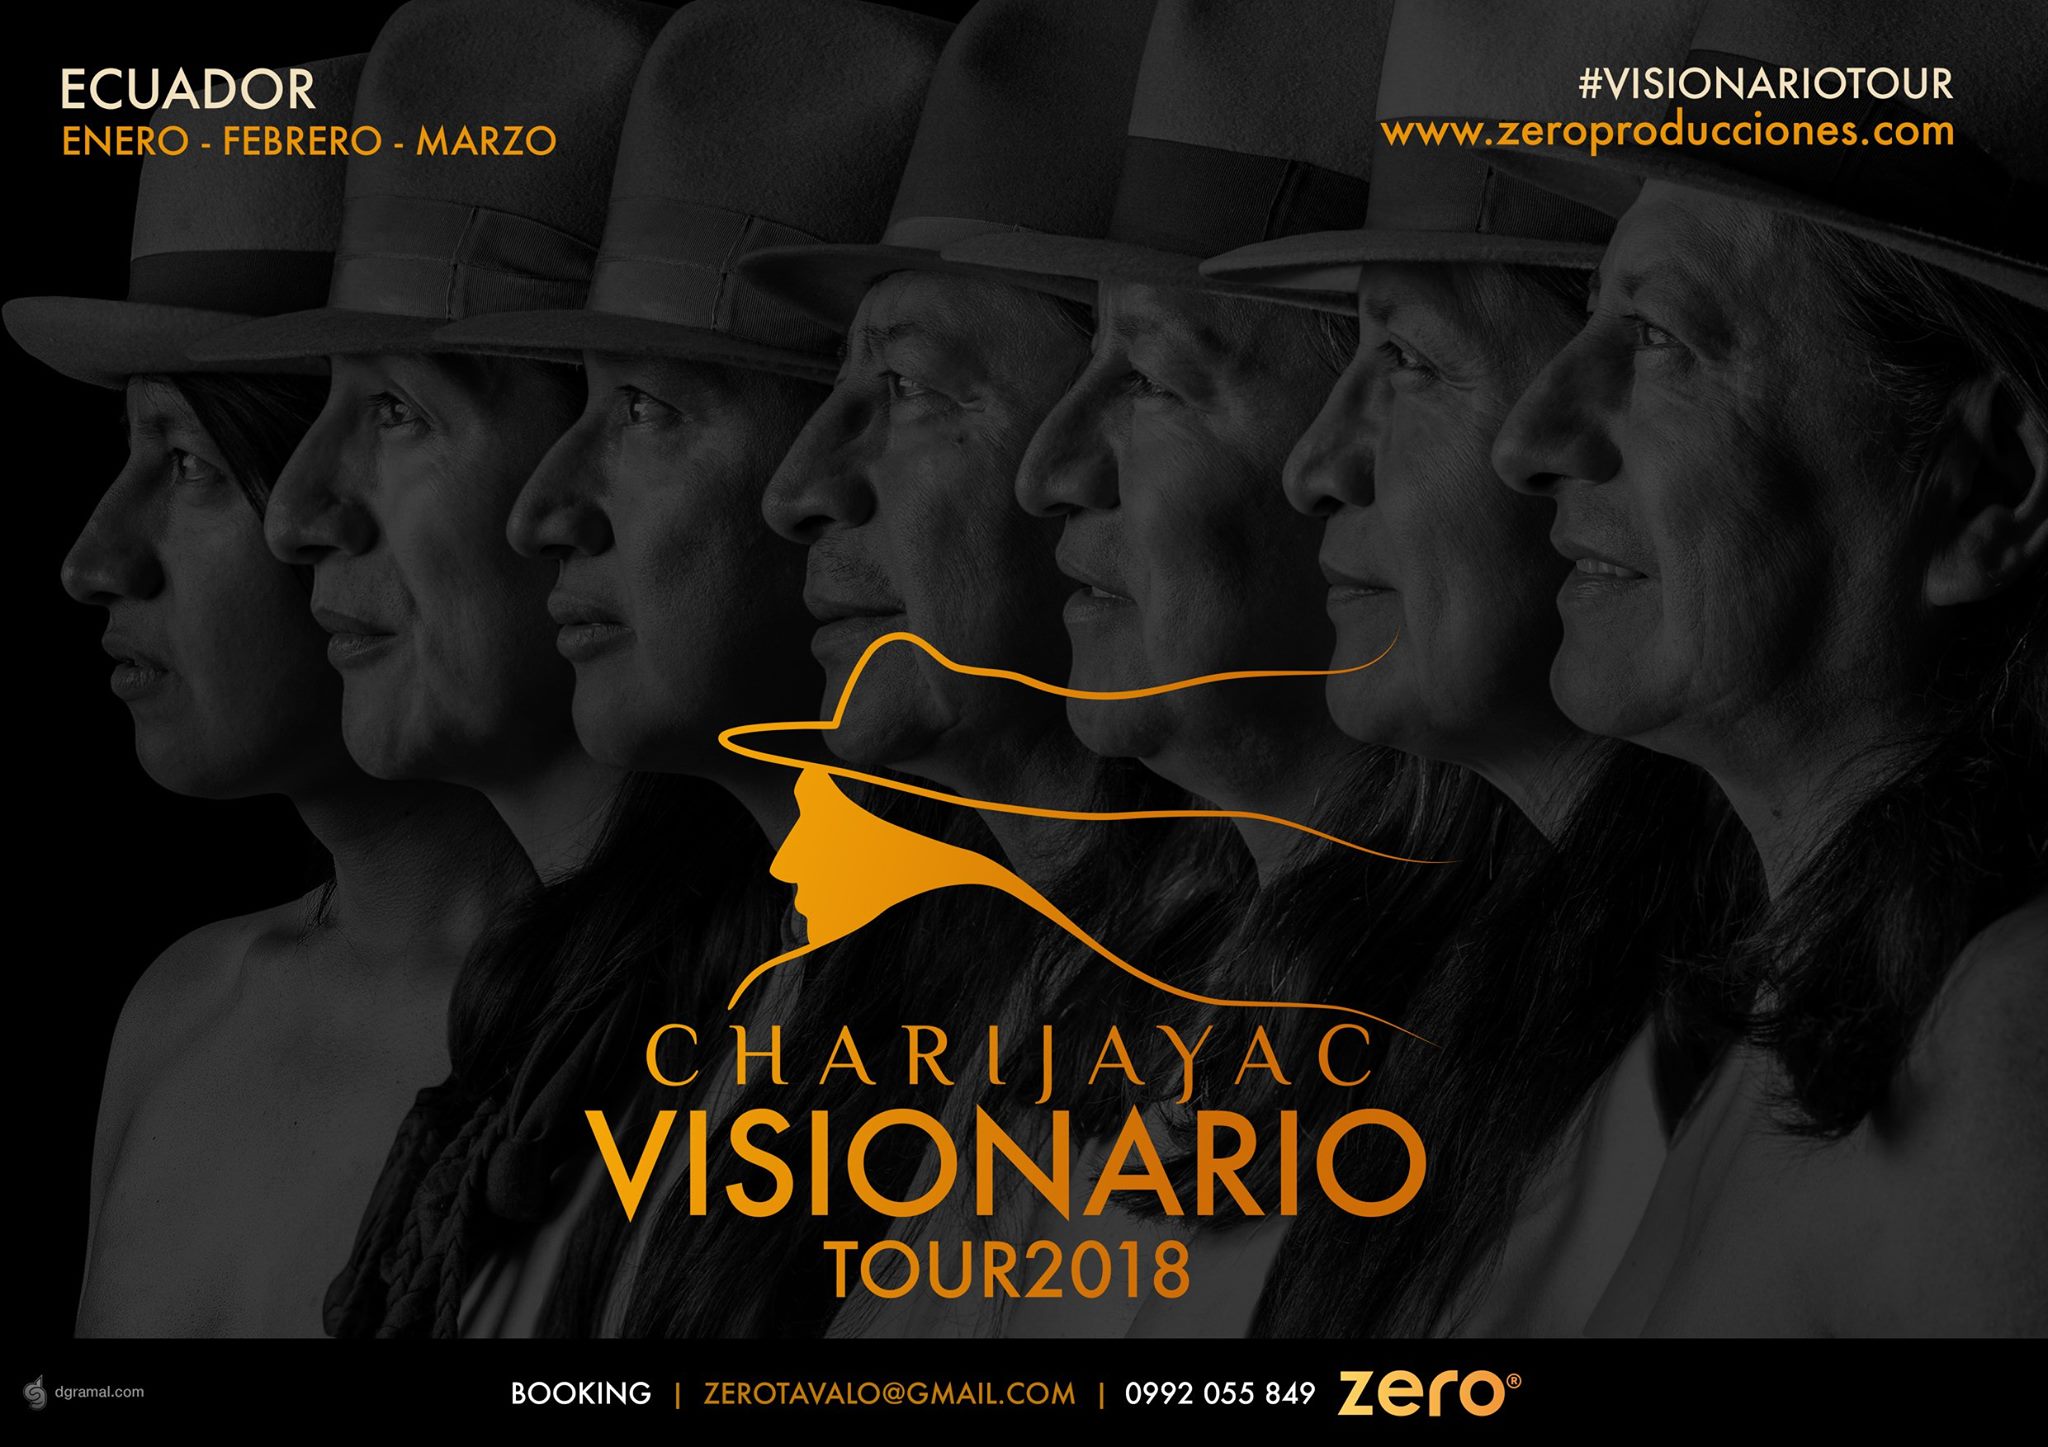 ECUADOR
ENERO - FEBRERO - MARZO
#VISIONARIOTOUR
www.zeroproducciones.com
CHARIJAYAC
VISIONARIO
TOUR2018
dgramal.com
BOOKING | ZEROTAVALO@GMAIL.COM | 0992 055 849 zero®